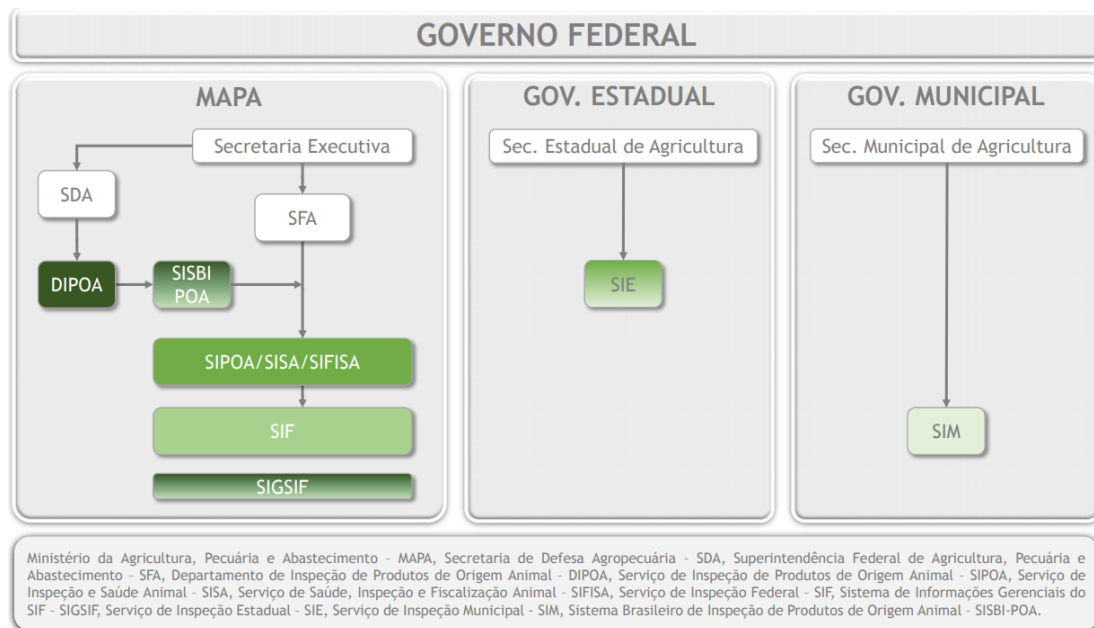 GOVERNO FEDERAL
MAPA
Secretaria Executiva
SDA
SFA
DIPOA
SISBI
POA
SIPOA/SISA/SIFISA
SIF
SIGSIF
GOV. ESTADUAL
Sec. Estadual de Agricultura
SIE
GOV. MUNICIPAL
Sec. Municipal de Agricultura
SIM
Ministério da Agricultura, Pecuária e Abastecimento - MAPA, Secretaria de Defesa Agropecuária - SDA, Superintendência Federal de Agricultura, Pecuária e
Abastecimento - SFA, Departamento de Inspeção de Produtos de Origem Animal - DIPOA, Serviço de Inspeção de Produtos de Origem Animal - SIPOA, Serviço de
Inspeção e Saúde Animal - SISA, Serviço de Saúde, Inspeção e Fiscalização Animal - SIFISA, Serviço de Inspeção Federal - SIF, Sistema de Informações Gerenciais do
SIF - SIGSIF, Serviço de Inspeção Estadual - SIE, Serviço de Inspeção Municipal - SIM, Sistema Brasileiro de Inspeção de Produtos de Origem Animal - SISBI-POA.